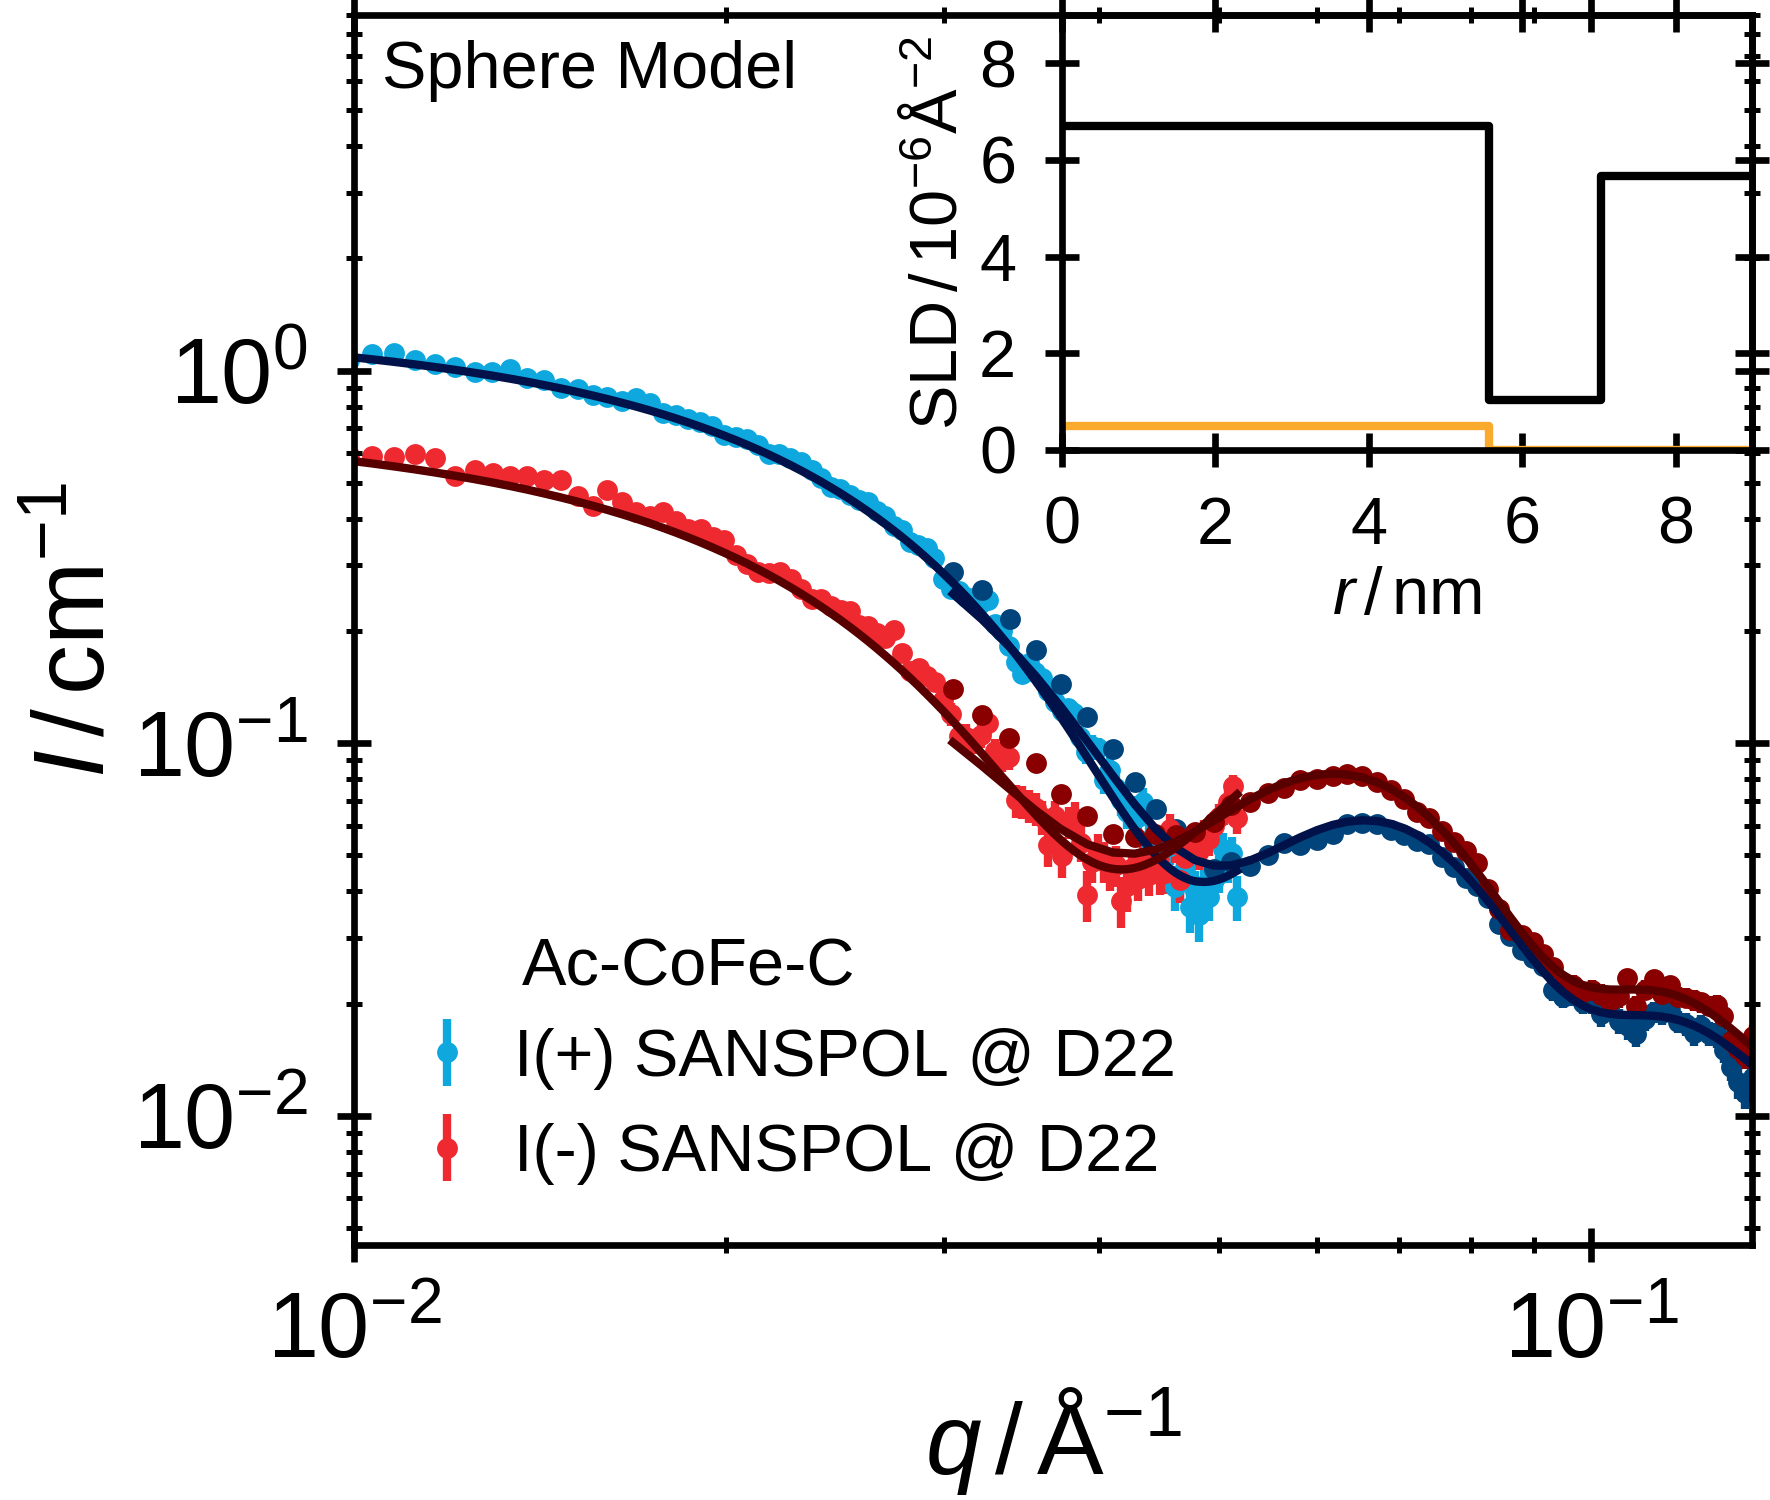 Sphere Model
SLD / 10⁻⁶Å⁻²
8
6
4
2
0
0 2 4 6 8
r / nm
I / cm⁻¹
10⁰
10⁻¹
10⁻²
Ac-CoFe-C
I(+) SANSPOL @ D22
I(-) SANSPOL @ D22
10⁻² 10⁻¹
q / Å⁻¹